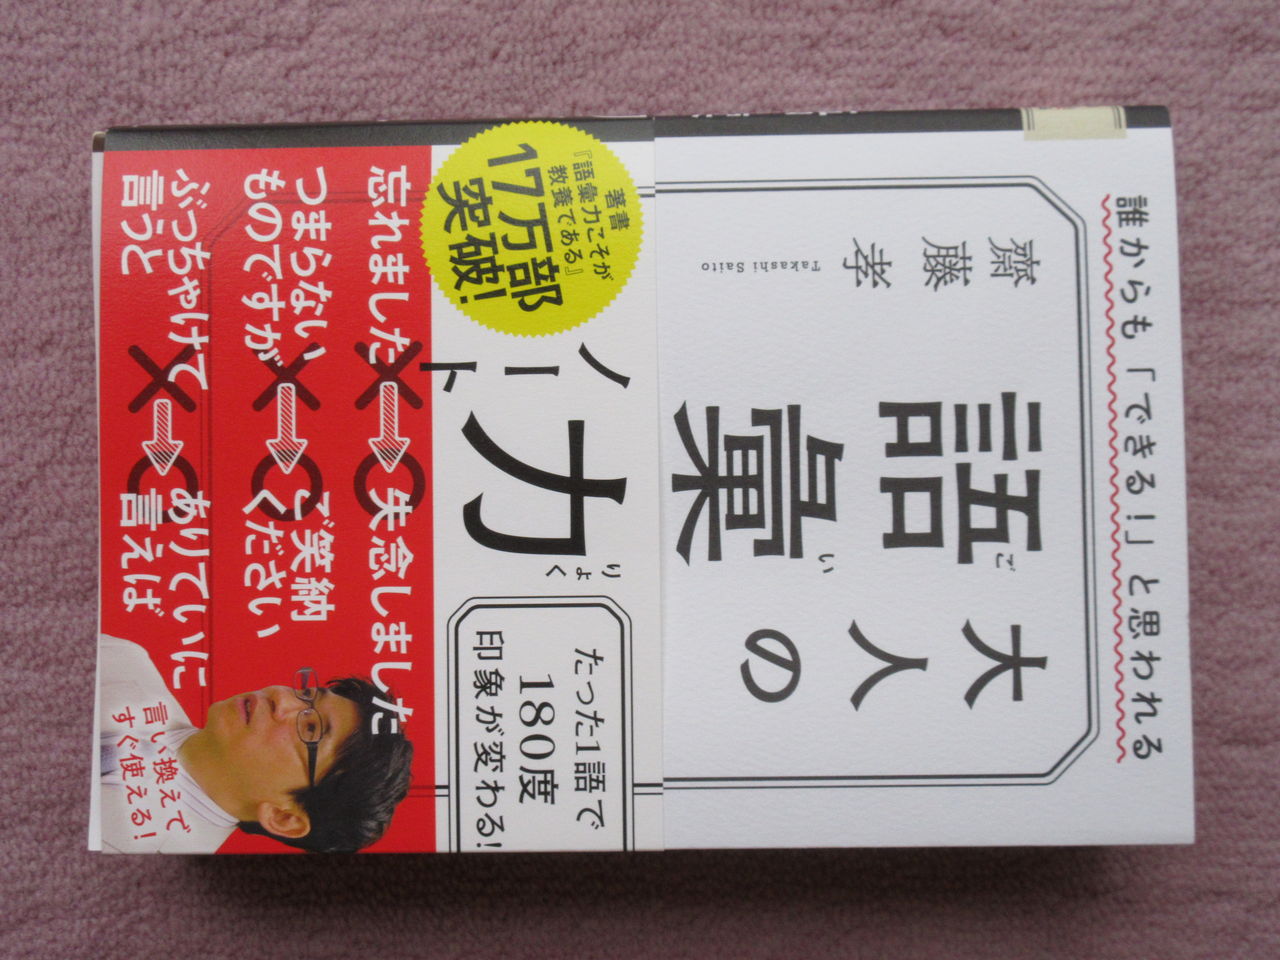 誰からも「できる!」と思われる
大人の
語彙
ごい
力
りょく
ノート
齋藤孝
Takashi Saito
著書
『語彙力こそが
教養である』
17万部
突破!
たった1語で
180度
印象が変わる!
忘れました
失念しました
つまらない
ものですが
ご笑納
ください
ぶっちゃけて
言うと
ありていに
言えば
言い換えで
すぐ使える!